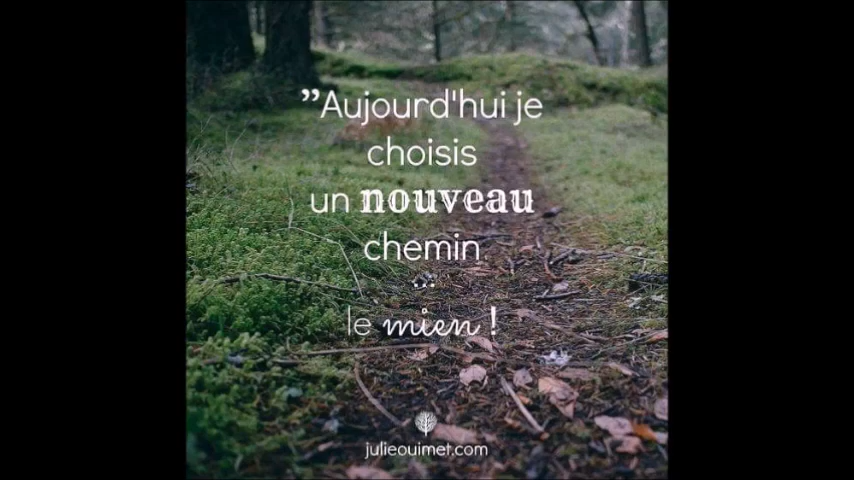 ”Aujourd'hui je
choisis
un nouveau
chemin
...
le mien !
julieouimet.com